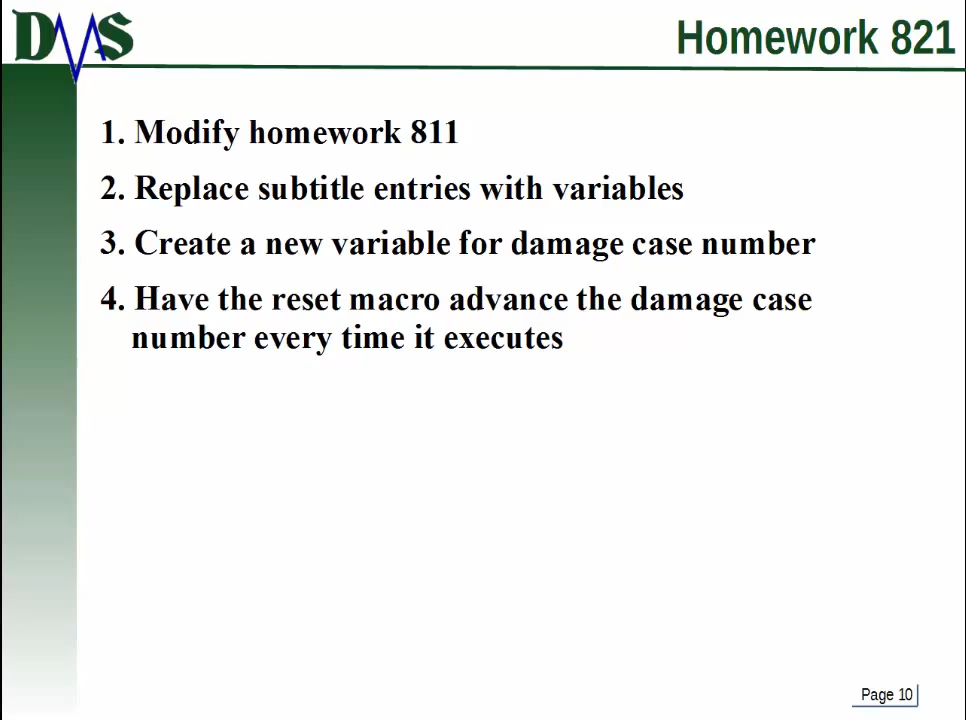 DMS
Homework 821
1. Modify homework 811
2. Replace subtitle entries with variables
3. Create a new variable for damage case number
4. Have the reset macro advance the damage case
number every time it executes
Page 10